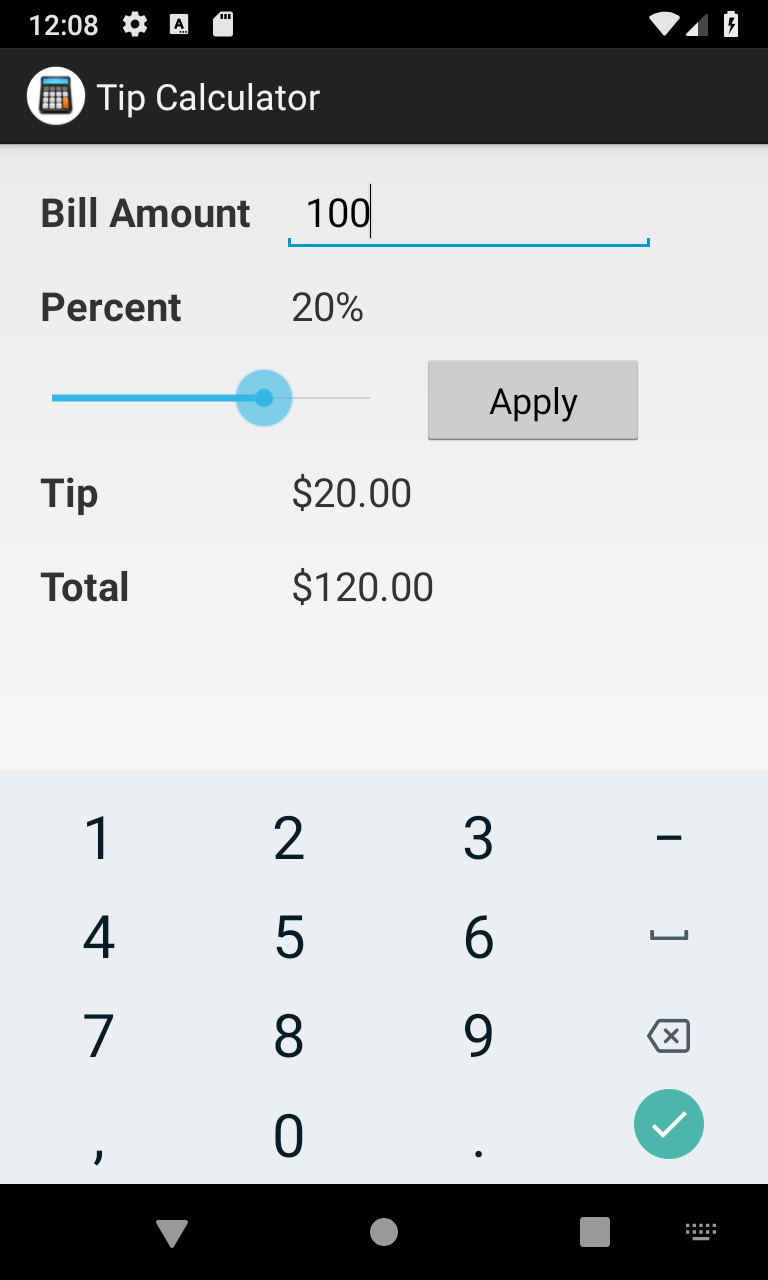 12:08
Tip Calculator
Bill Amount 100
Percent 20%
Apply
Tip $20.00
Total $120.00
1 2 3 –
4 5 6
7 8 9
, 0 .